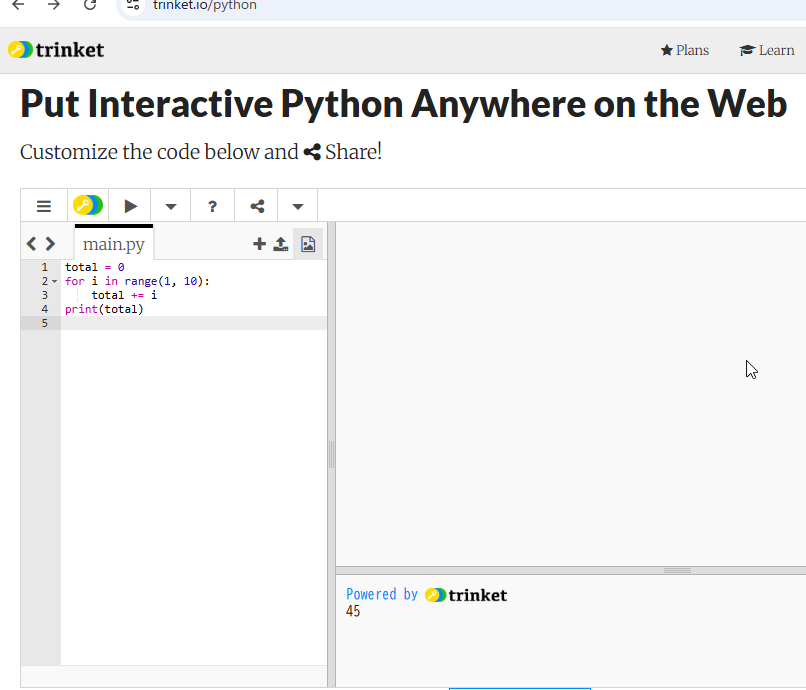 trinket.io/python
trinket
Plans
Learn
Put Interactive Python Anywhere on the Web
Customize the code below and Share!
?
main.py
1 total = 0
2 for i in range(1, 10):
3     total += i
4 print(total)
5
Powered by trinket
45